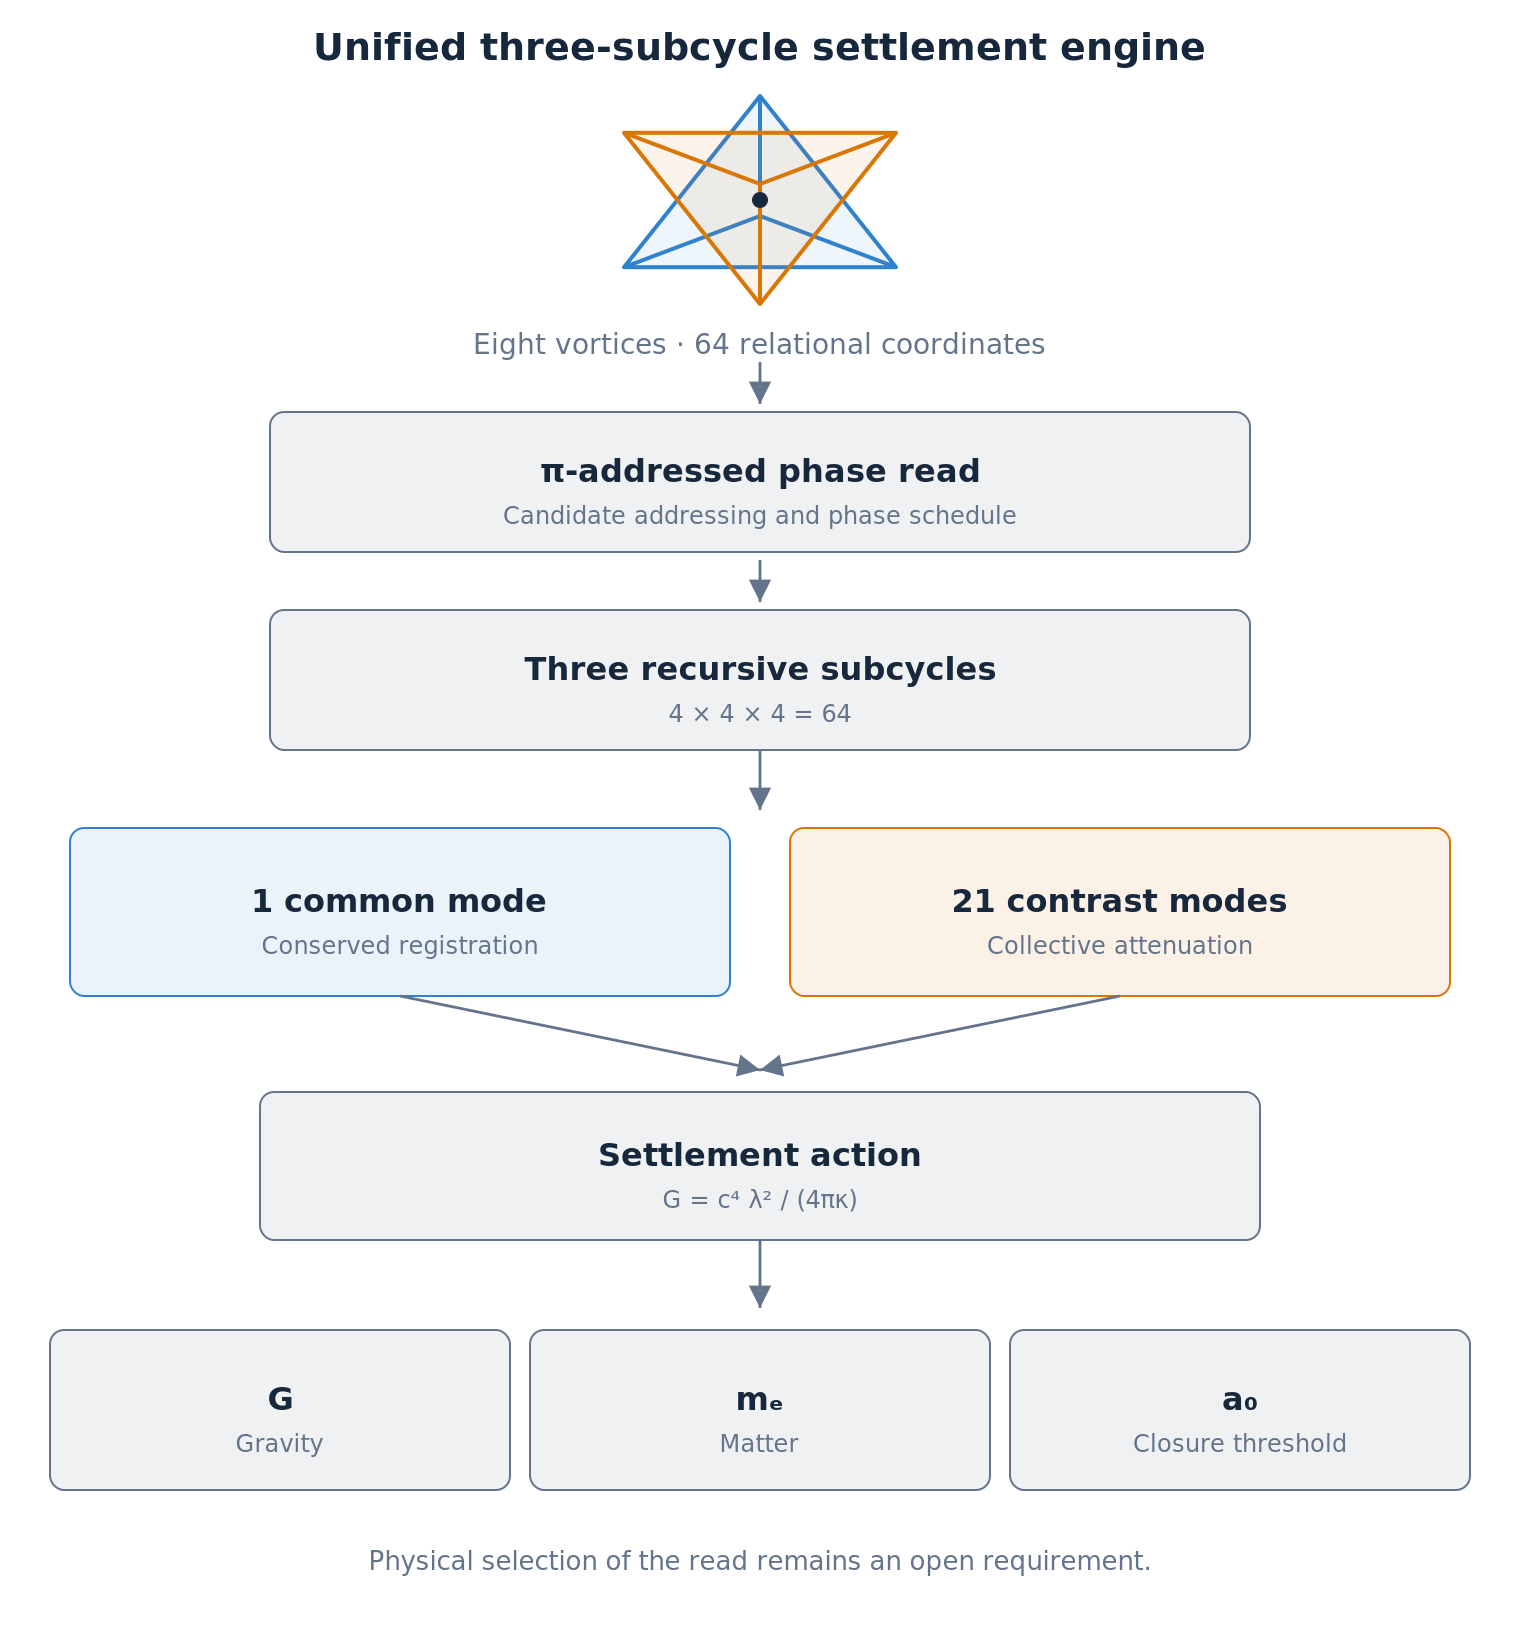 Unified three-subcycle settlement engine
Eight vortices · 64 relational coordinates
π-addressed phase read
Candidate addressing and phase schedule
Three recursive subcycles
4 × 4 × 4 = 64
1 common mode
Conserved registration
21 contrast modes
Collective attenuation
Settlement action
G = c⁴ λ² / (4πκ)
G
Gravity
mₑ
Matter
a₀
Closure threshold
Physical selection of the read remains an open requirement.